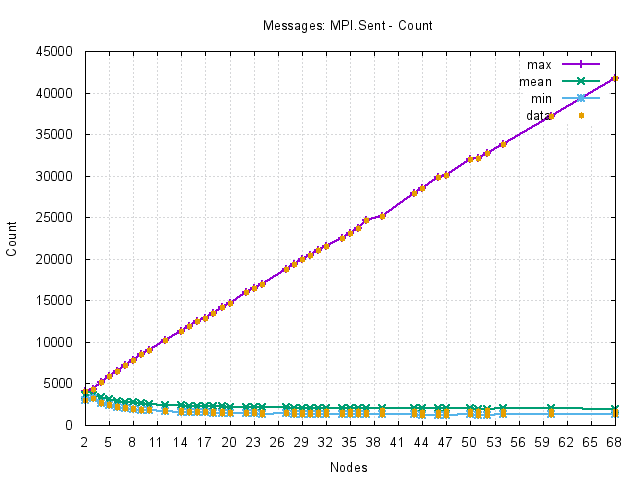 Messages: MPI.Sent - Count
45000
40000
35000
30000
25000
20000
15000
10000
5000
0
Count
max
mean
min
data
2 5 8 11 14 17 20 23 26 29 32 35 38 41 44 47 50 53 56 59 62 65 68
Nodes